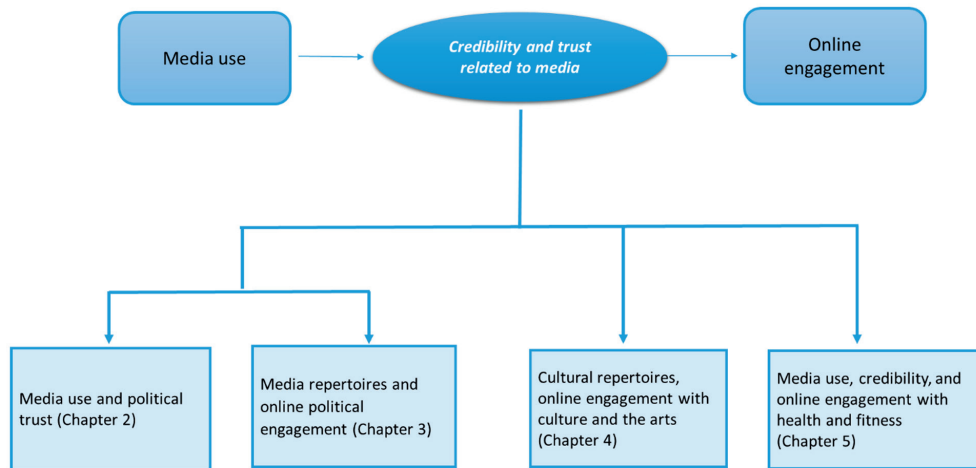 Media use
Credibility and trust
related to media
Online
engagement
Media use and political
trust (Chapter 2)
Media repertoires and
online political
engagement (Chapter 3)
Cultural repertoires,
online engagement with
culture and the arts
(Chapter 4)
Media use, credibility, and
online engagement with
health and fitness
(Chapter 5)